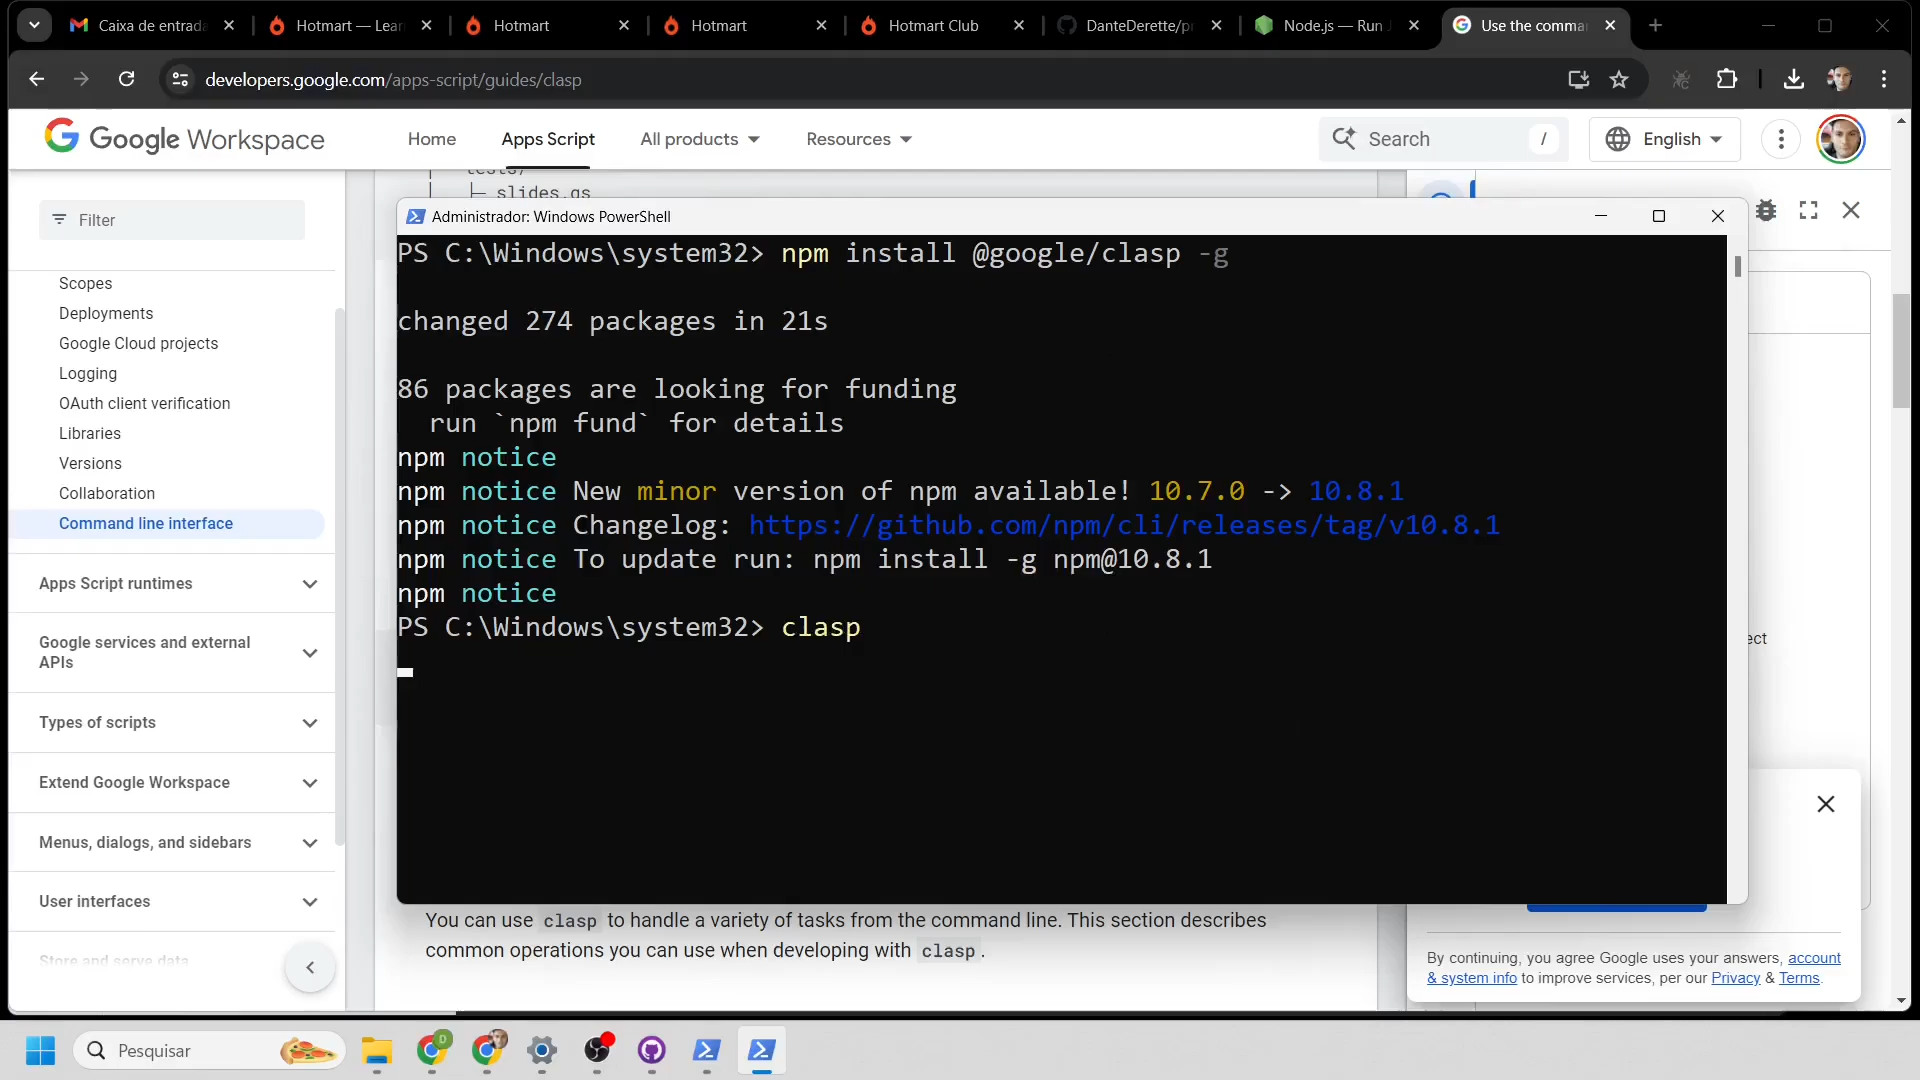 Caixa de entrada
Hotmart — Lear
Hotmart
Hotmart
Hotmart Club
DanteDerette/pr
Node.js — Run J
Use the comma
developers.google.com/apps-script/guides/clasp
Google Workspace
Home
Apps Script
All products
Resources
Search
/
English
Filter
Scopes
Deployments
Google Cloud projects
Logging
OAuth client verification
Libraries
Versions
Collaboration
Command line interface
Apps Script runtimes
Google services and external
APIs
Types of scripts
Extend Google Workspace
Menus, dialogs, and sidebars
User interfaces
Store and serve data
tests/
├─ slides.gs
Administrador: Windows PowerShell
PS C:\Windows\system32> npm install @google/clasp -g
changed 274 packages in 21s
86 packages are looking for funding
run `npm fund` for details
npm notice
npm notice New minor version of npm available! 10.7.0 -> 10.8.1
npm notice Changelog: https://github.com/npm/cli/releases/tag/v10.8.1
npm notice To update run: npm install -g npm@10.8.1
npm notice
PS C:\Windows\system32> clasp
ect
You can use clasp to handle a variety of tasks from the command line. This section describes
common operations you can use when developing with clasp.
By continuing, you agree Google uses your answers, account
& system info to improve services, per our Privacy & Terms.
Pesquisar